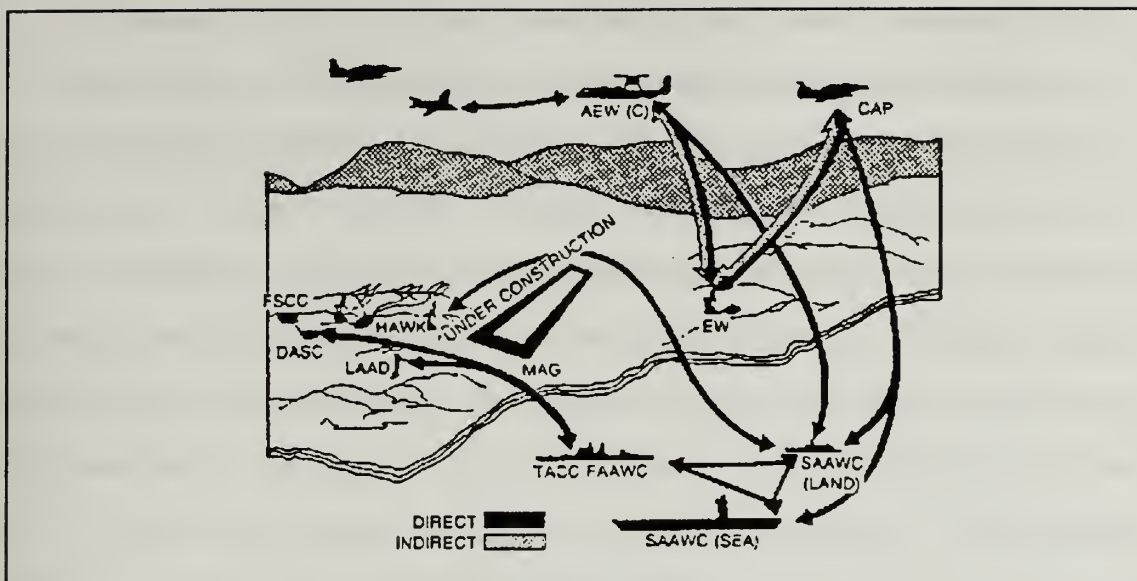 AEW (C)
CAP
UNDER CONSTRUCTION
FSCC
HAWK
EW
DASC
LAAD
MAG
TACC FAAWC
SAAWC
(LAND)
DIRECT
INDIRECT
SAAWC (SEA)